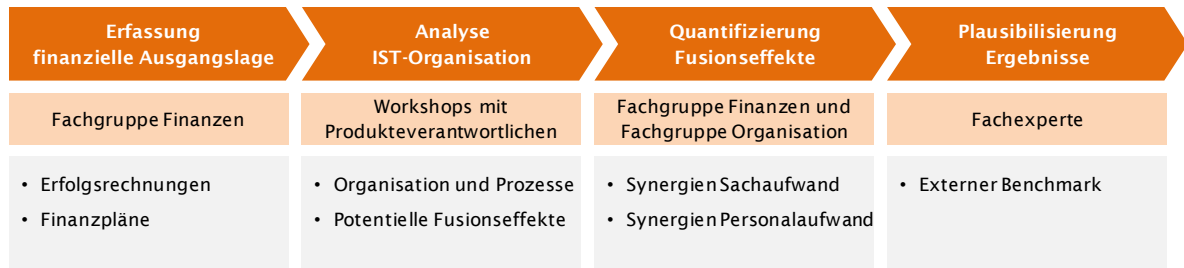 Erfassung
finanzielle Ausgangslage
Analyse
IST-Organisation
Quantifizierung
Fusionseffekte
Plausibilisierung
Ergebnisse
Fachgruppe Finanzen
Workshops mit
Produkteverantwortlichen
Fachgruppe Finanzen und
Fachgruppe Organisation
Fachexperte
• Erfolgsrechnungen
• Finanzpläne
• Organisation und Prozesse
• Potentielle Fusionseffekte
• Synergien Sachaufwand
• Synergien Personalaufwand
• Externer Benchmark